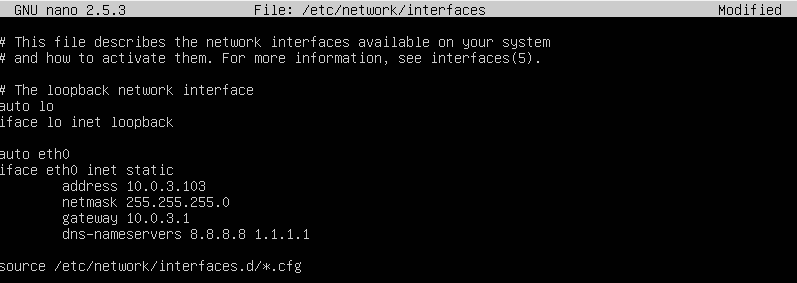 GNU nano 2.5.3 File: /etc/network/interfaces Modified
# This file describes the network interfaces available on your system
# and how to activate them. For more information, see interfaces(5).
# The loopback network interface
auto lo
iface lo inet loopback
auto eth0
iface eth0 inet static
address 10.0.3.103
netmask 255.255.255.0
gateway 10.0.3.1
dns-nameservers 8.8.8.8 1.1.1.1
source /etc/network/interfaces.d/*.cfg